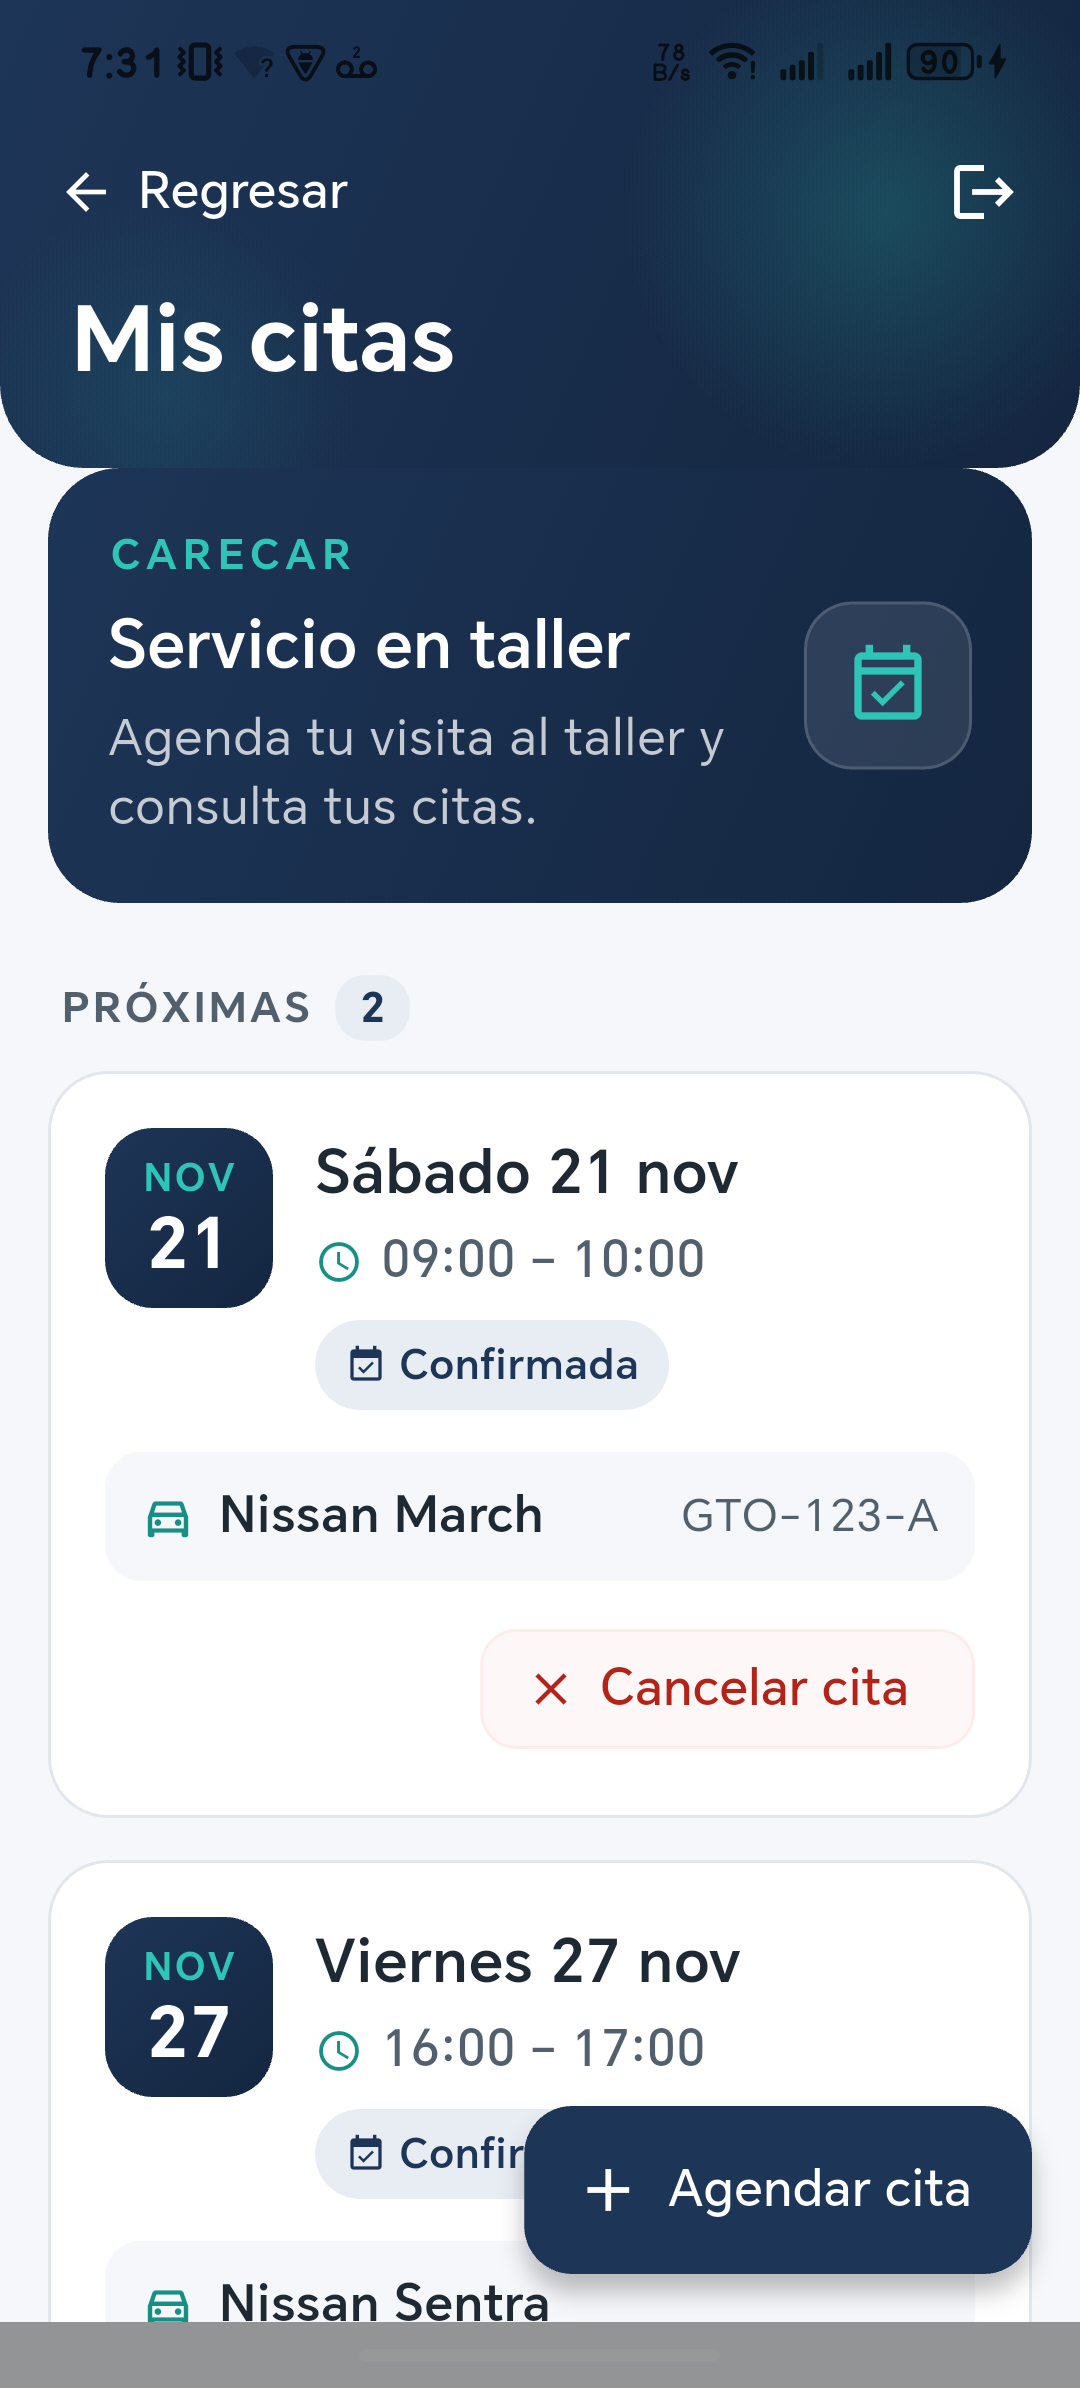 7:31
2
78
B/s
90
Regresar
Mis citas
CARECAR
Servicio en taller
Agenda tu visita al taller y
consulta tus citas.
PRÓXIMAS 2
NOV
21
Sábado 21 nov
09:00 – 10:00
Confirmada
Nissan March GTO-123-A
Cancelar cita
NOV
27
Viernes 27 nov
16:00 – 17:00
Agendar cita
Nissan Sentra